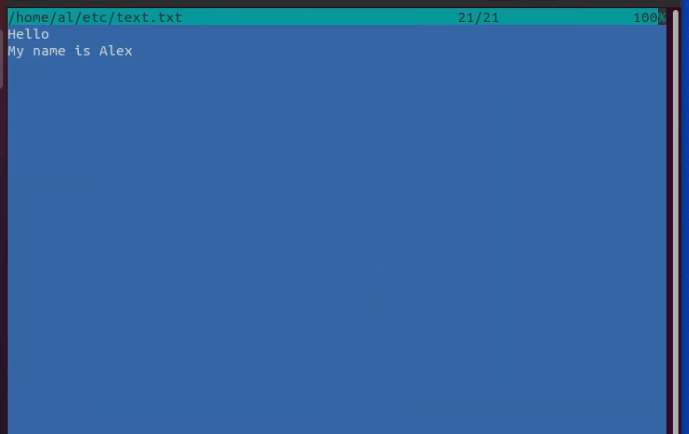 /home/al/etc/text.txt 21/21 100%
Hello
My name is Alex